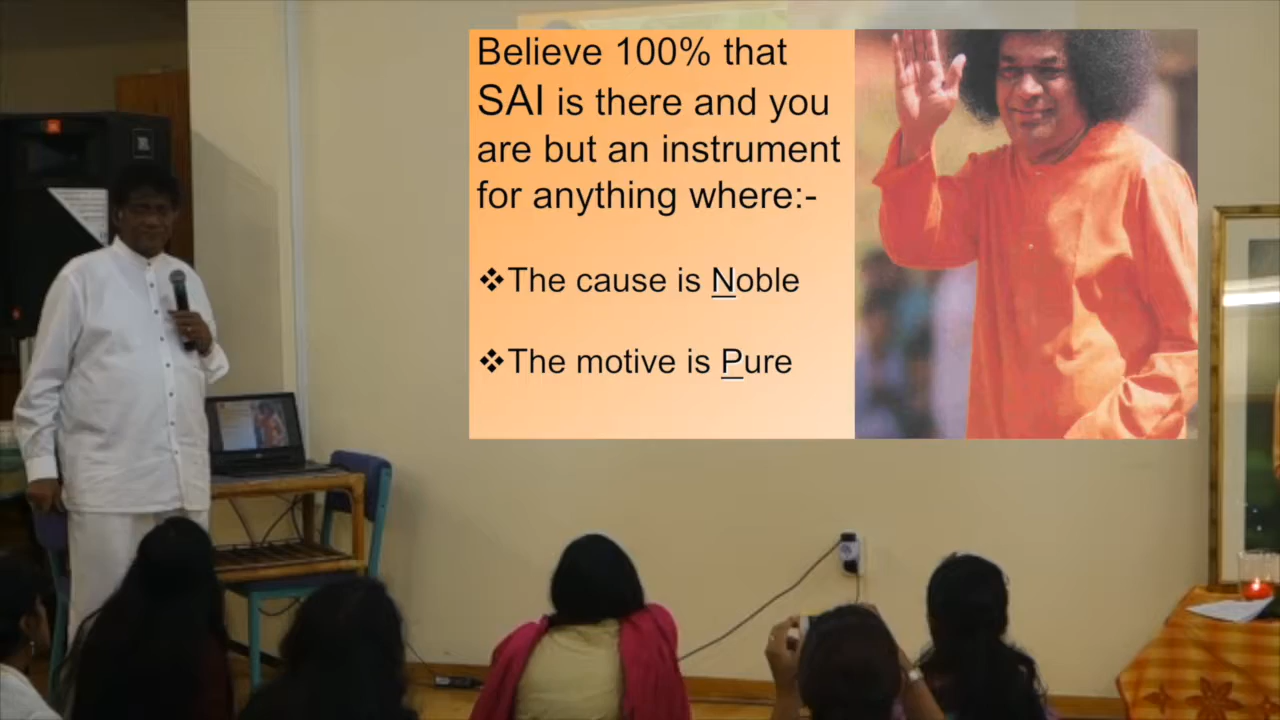 Believe 100% that
SAI is there and you
are but an instrument
for anything where:-
❖The cause is Noble
❖The motive is Pure